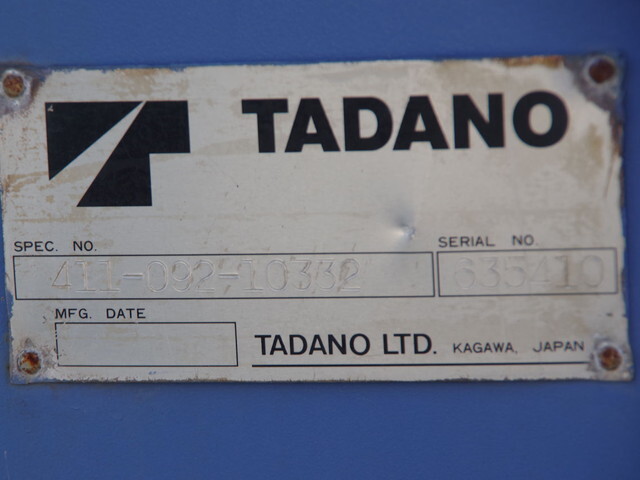 TADANO
SPEC. NO.
SERIAL NO.
411-092-10332
635410
MFG. DATE
TADANO LTD. KAGAWA, JAPAN